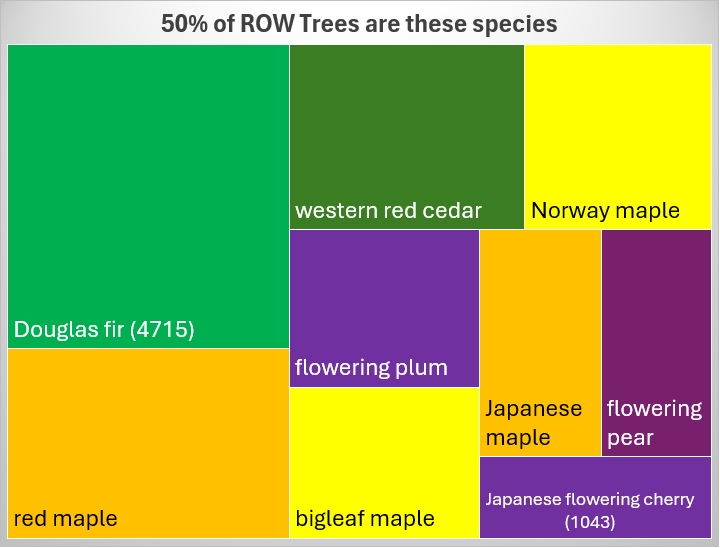 50% of ROW Trees are these species
western red cedar
Norway maple
Douglas fir (4715)
flowering plum
Japanese
maple
flowering
pear
red maple
bigleaf maple
Japanese flowering cherry
(1043)